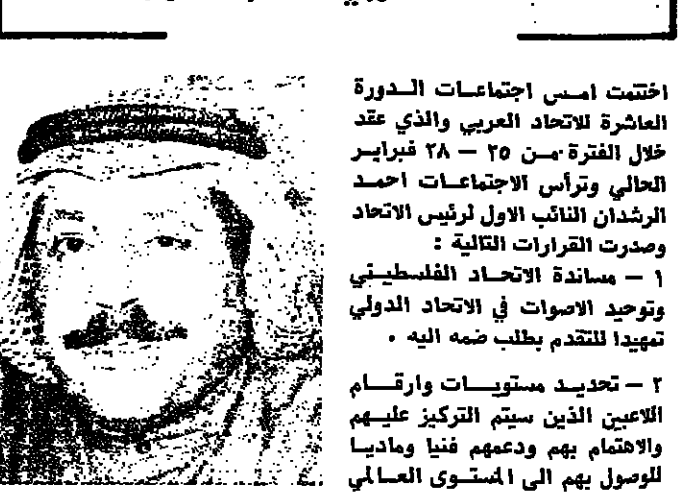 اختتمت امس اجتماعات الدورة
العاشرة للاتحاد العربي والذي عقد
خلال الفترة من ٢٥ — ٢٨ فبراير
الحالي وترأس الاجتماعات احمد
الرشدان النائب الاول لرئيس الاتحاد
وصدرت القرارات التالية :
١ — مساندة الاتحاد الفلسطيني
وتوحيد الاصوات في الاتحاد الدولي
تمهيدا للتقدم بطلب ضمه اليه .
٢ — تحديد مستويات وارقام
اللاعبين الذين سيتم التركيز عليهم
والاهتمام بهم ودعمهم فنيا وماديا
للوصول بهم الى المستوى العالمي